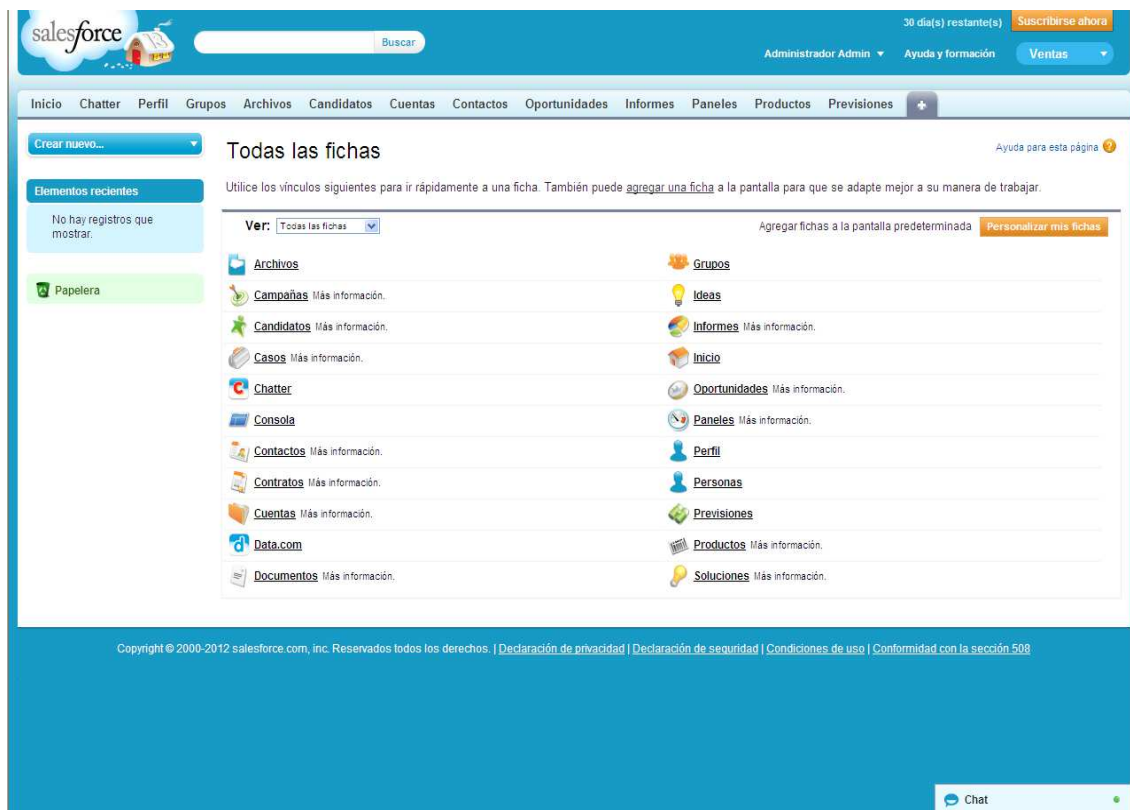 salesforce
Buscar
30 día(s) restante(s) Suscribirse ahora
Administrador Admin Ayuda y formación Ventas
Inicio Chatter Perfil Grupos Archivos Candidatos Cuentas Contactos Oportunidades Informes Paneles Productos Previsiones +
Crear nuevo...
Elementos recientes
No hay registros que
mostrar.
Papelera
Todas las fichas
Ayuda para esta página ?
Utilice los vínculos siguientes para ir rápidamente a una ficha. También puede agregar una ficha a la pantalla para que se adapte mejor a su manera de trabajar.
Ver: Todas las fichas
Agregar fichas a la pantalla predeterminada Personalizar mis fichas
Archivos
Campañas Más información.
Candidatos Más información.
Casos Más información.
Chatter
Consola
Contactos Más información.
Contratos Más información.
Cuentas Más información.
Data.com
Documentos Más información.
Grupos
Ideas
Informes Más información.
Inicio
Oportunidades Más información.
Paneles Más información.
Perfil
Personas
Previsiones
Productos Más información.
Soluciones Más información.
Copyright © 2000-2012 salesforce.com, inc. Reservados todos los derechos. | Declaración de privacidad | Declaración de seguridad | Condiciones de uso | Conformidad con la sección 508
Chat